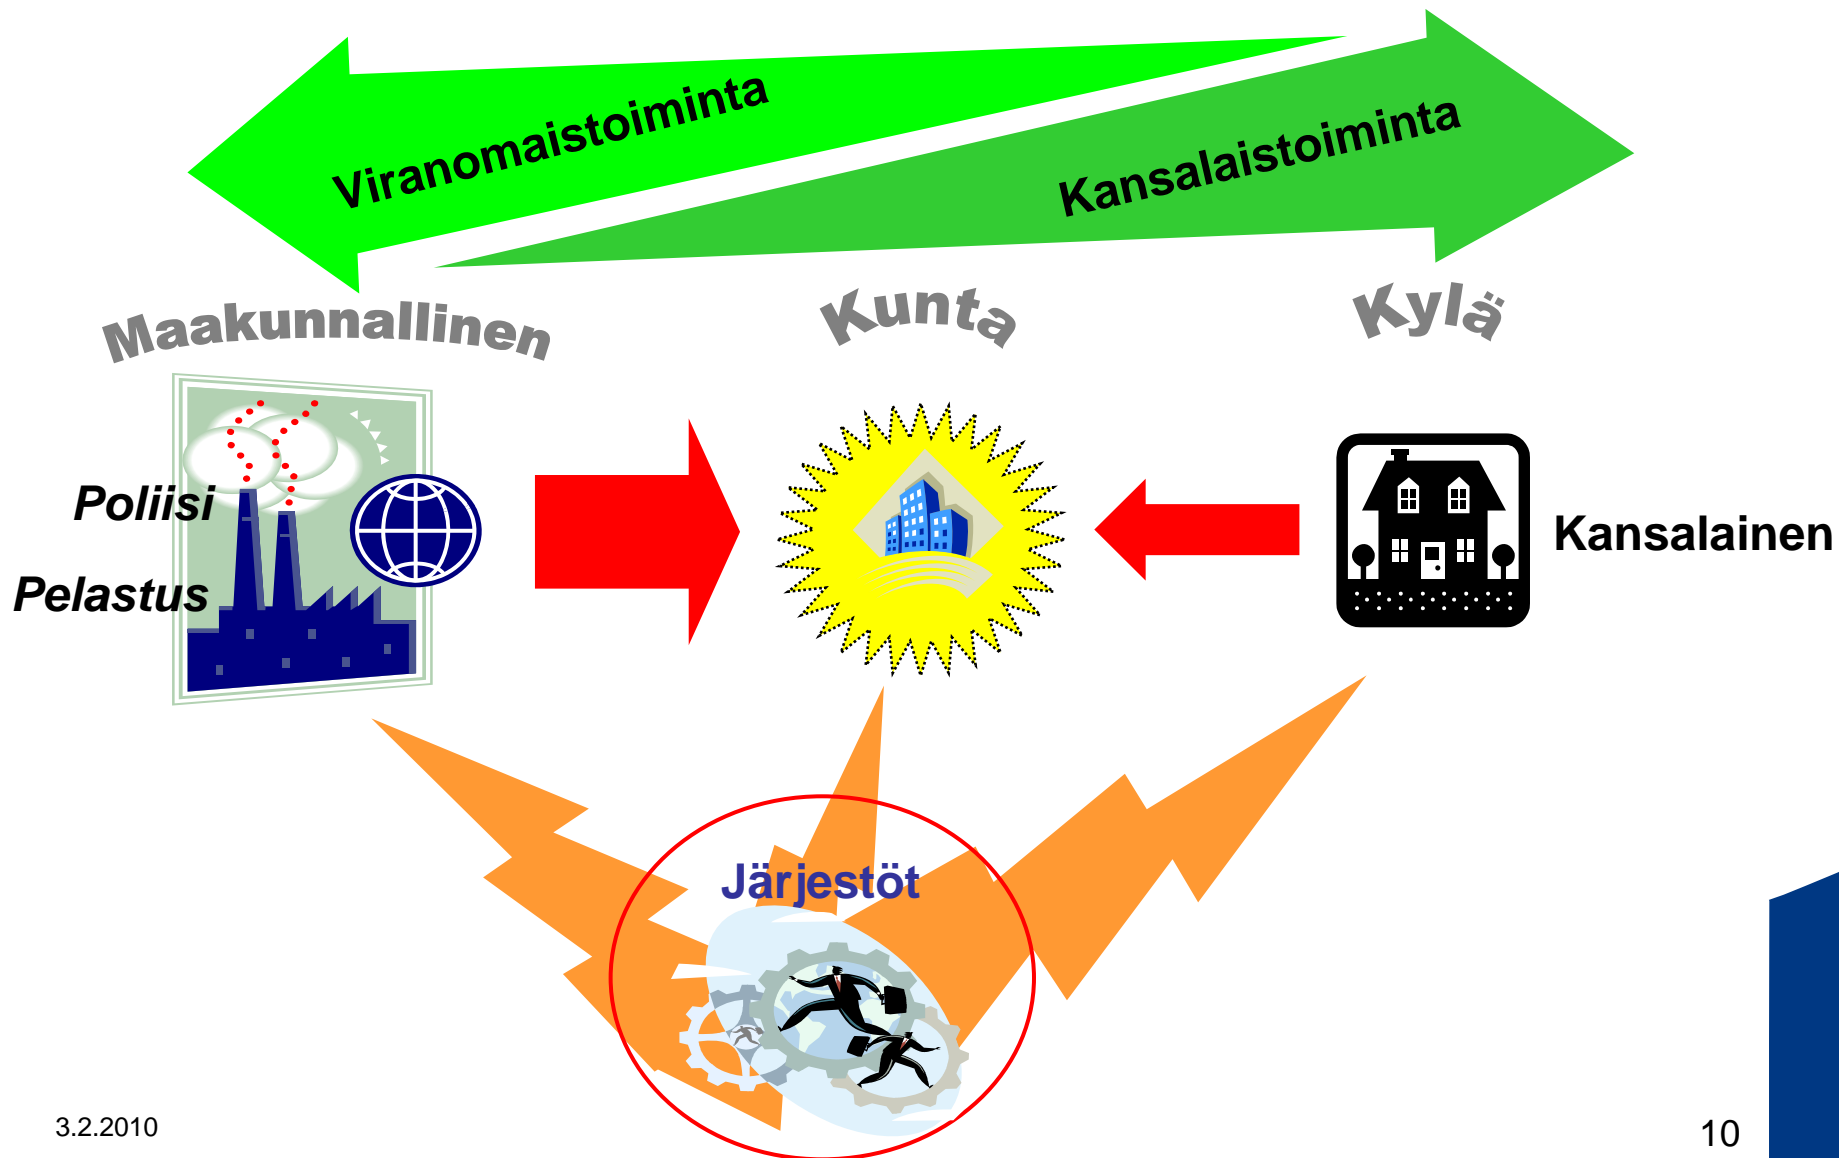 Viranomaistoiminta
Kansalaistoiminta
Maakunnallinen
Kunta
Kylä
Poliisi
Pelastus
Kansalainen
Järjestöt
3.2.2010
10